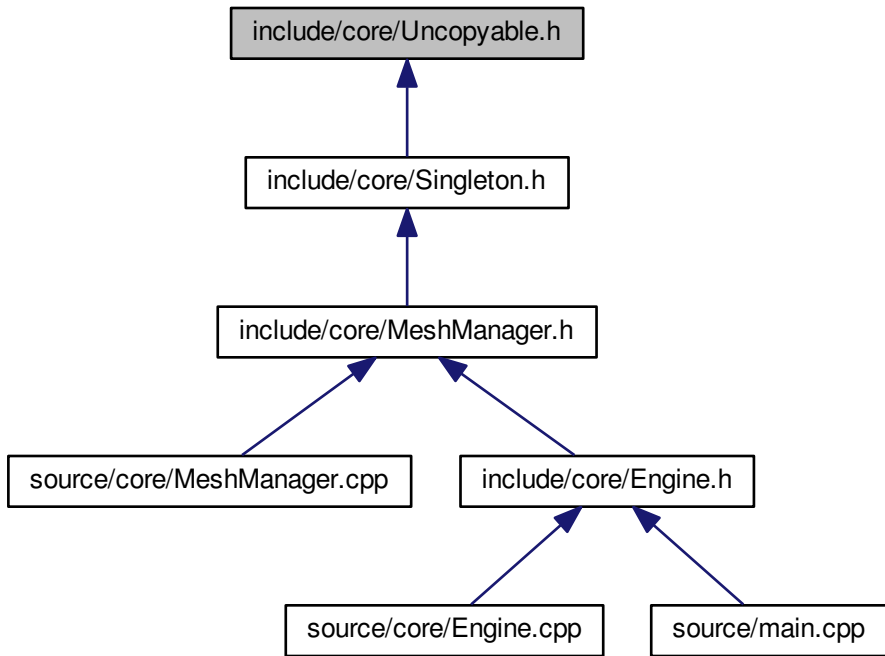 include/core/Uncopyable.h
include/core/Singleton.h
include/core/MeshManager.h
source/core/MeshManager.cpp
include/core/Engine.h
source/core/Engine.cpp
source/main.cpp